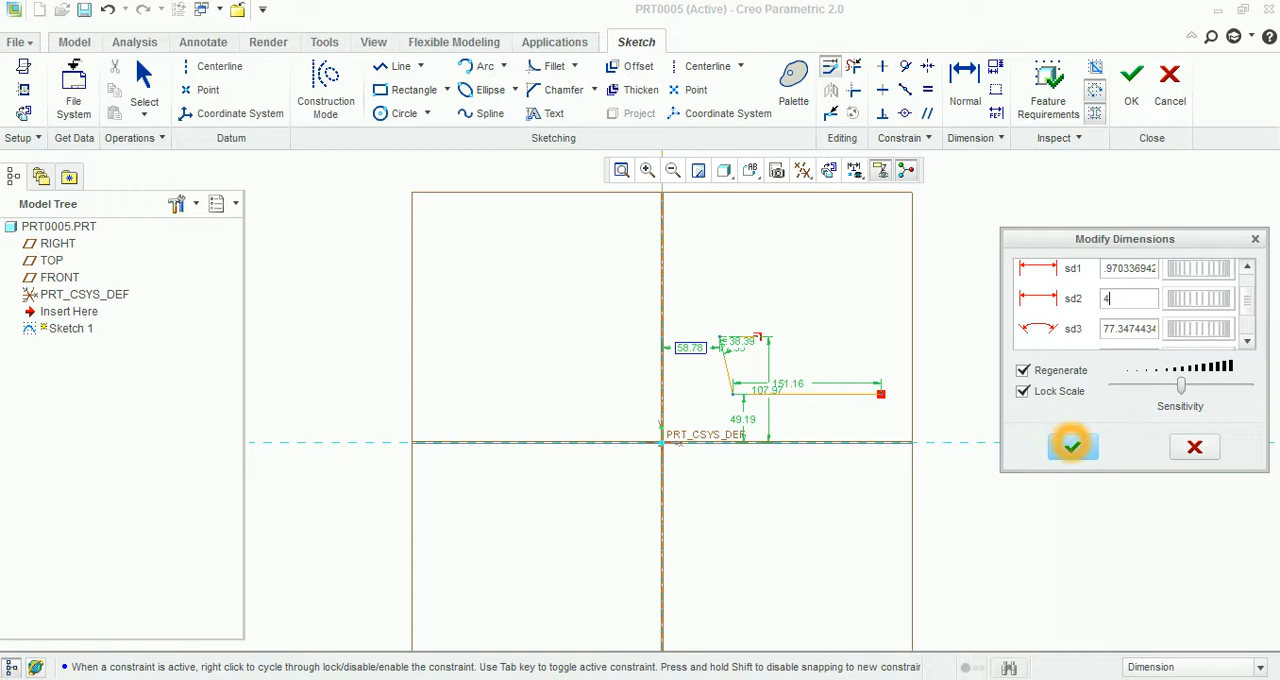 PRT0005 (Active) - Creo Parametric 2.0
File Model Analysis Annotate Render Tools View Flexible Modeling Applications Sketch
File System
Select
Centerline
Point
Coordinate System
Construction Mode
Line Arc Fillet Offset Centerline
Rectangle Ellipse Chamfer Thicken Point
Circle Spline Text Project Coordinate System
Palette
Normal
Feature Requirements
OK
Cancel
Setup Get Data Operations Datum Sketching Editing Constrain Dimension Inspect Close
Model Tree
PRT0005.PRT
RIGHT
TOP
FRONT
PRT_CSYS_DEF
Insert Here
Sketch 1
58.78
38.39
151.16
107.97
49.19
PRT_CSYS_DEF
Modify Dimensions
sd1 .970336942
sd2 4
sd3 77.3474434
Regenerate
Lock Scale
Sensitivity
When a constraint is active, right click to cycle through lock/disable/enable the constraint. Use Tab key to toggle active constraint. Press and hold Shift to disable snapping to new constrair
Dimension